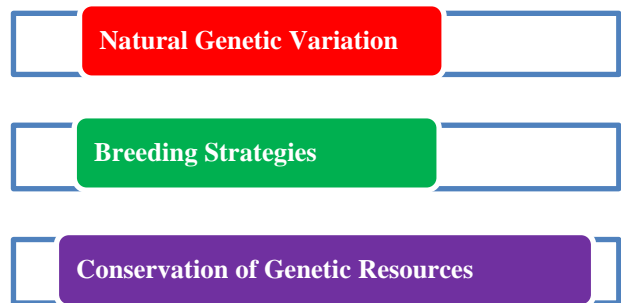 Natural Genetic Variation
Breeding Strategies
Conservation of Genetic Resources